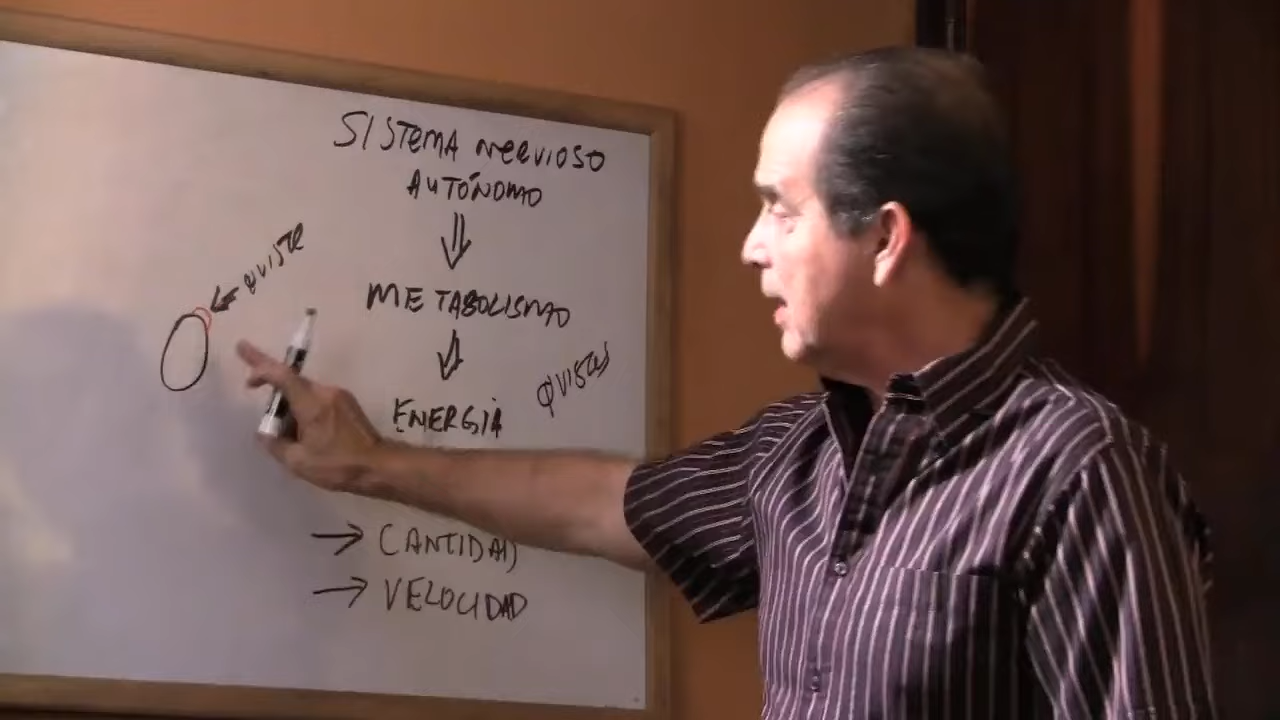 SISTEMA NERVIOSO
AUTÓNOMO
QUISTE
METABOLISMO
QUISTES
ENERGIA
→ CANTIDAD
→ VELOCIDAD